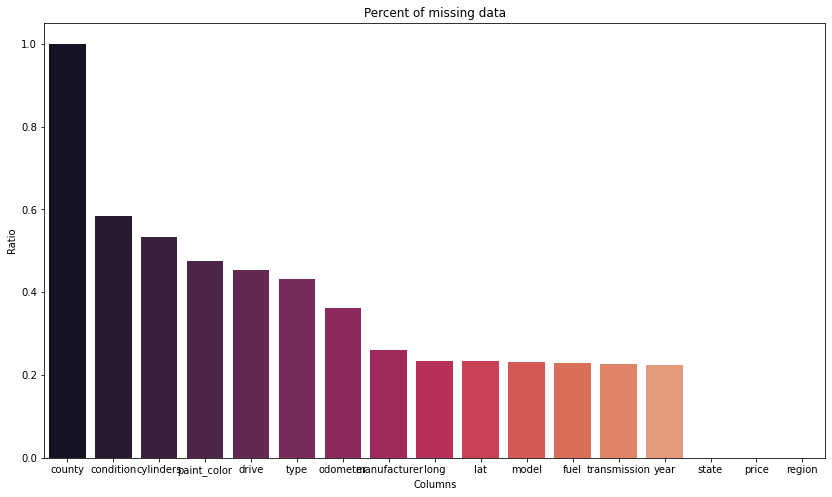 Percent of missing data
1.0
0.8
0.6
0.4
0.2
0.0
Ratio
county condition cylinders paint_color drive type odometer manufacturer long lat model fuel transmission year state price region
Columns